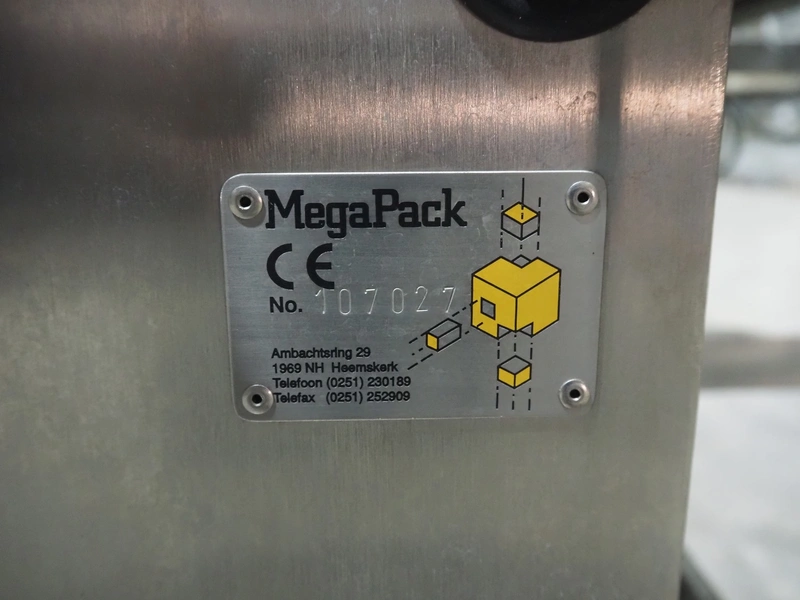 MegaPack
CE
No. 107027
Ambachtsring 29
1969 NH Heemskerk
Telefoon (0251) 230189
Telefax (0251) 252909